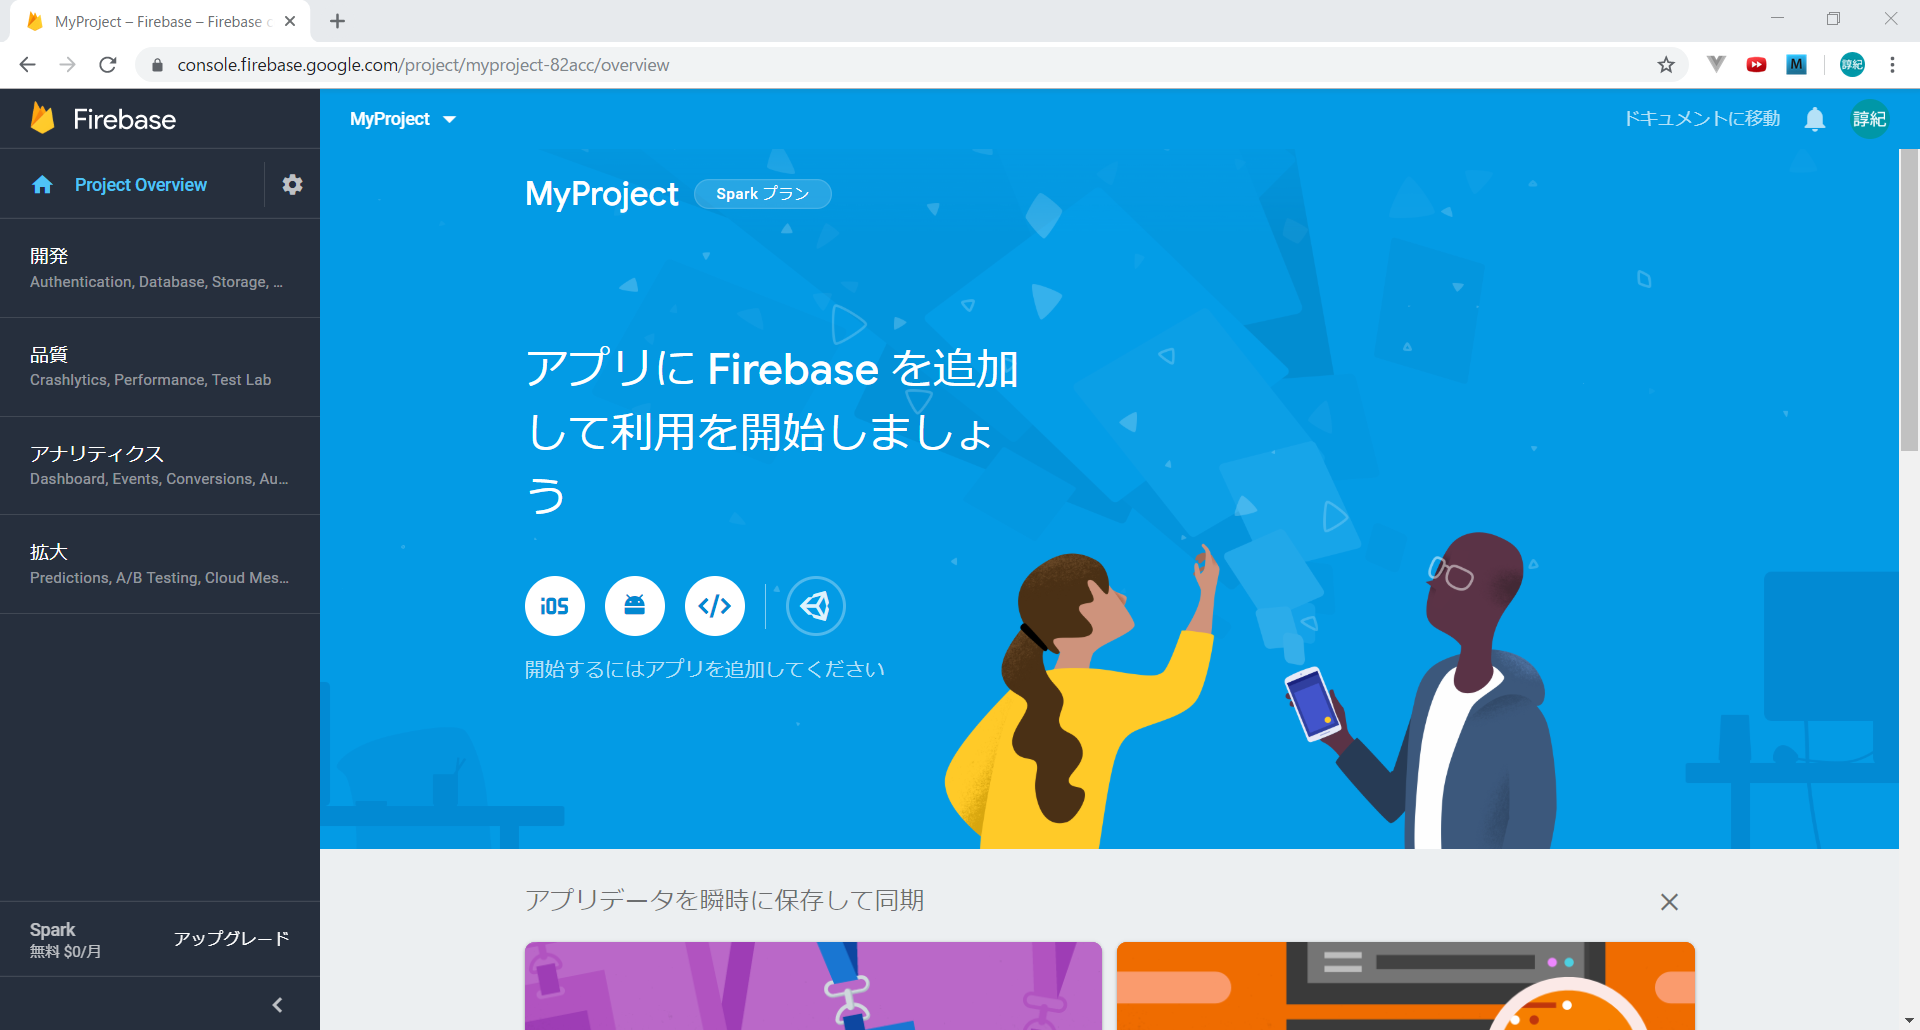 MyProject – Firebase – Firebase c
console.firebase.google.com/project/myproject-82acc/overview
M
諄紀
Firebase
MyProject
ドキュメントに移動
諄紀
Project Overview
MyProject
Spark プラン
開発
Authentication, Database, Storage, ...
品質
Crashlytics, Performance, Test Lab
アナリティクス
Dashboard, Events, Conversions, Au...
拡大
Predictions, A/B Testing, Cloud Mes...
アプリに Firebase を追加
して利用を開始しましょ
う
iOS
</>
開始するにはアプリを追加してください
アプリデータを瞬時に保存して同期
Spark
無料 $0/月
アップグレード